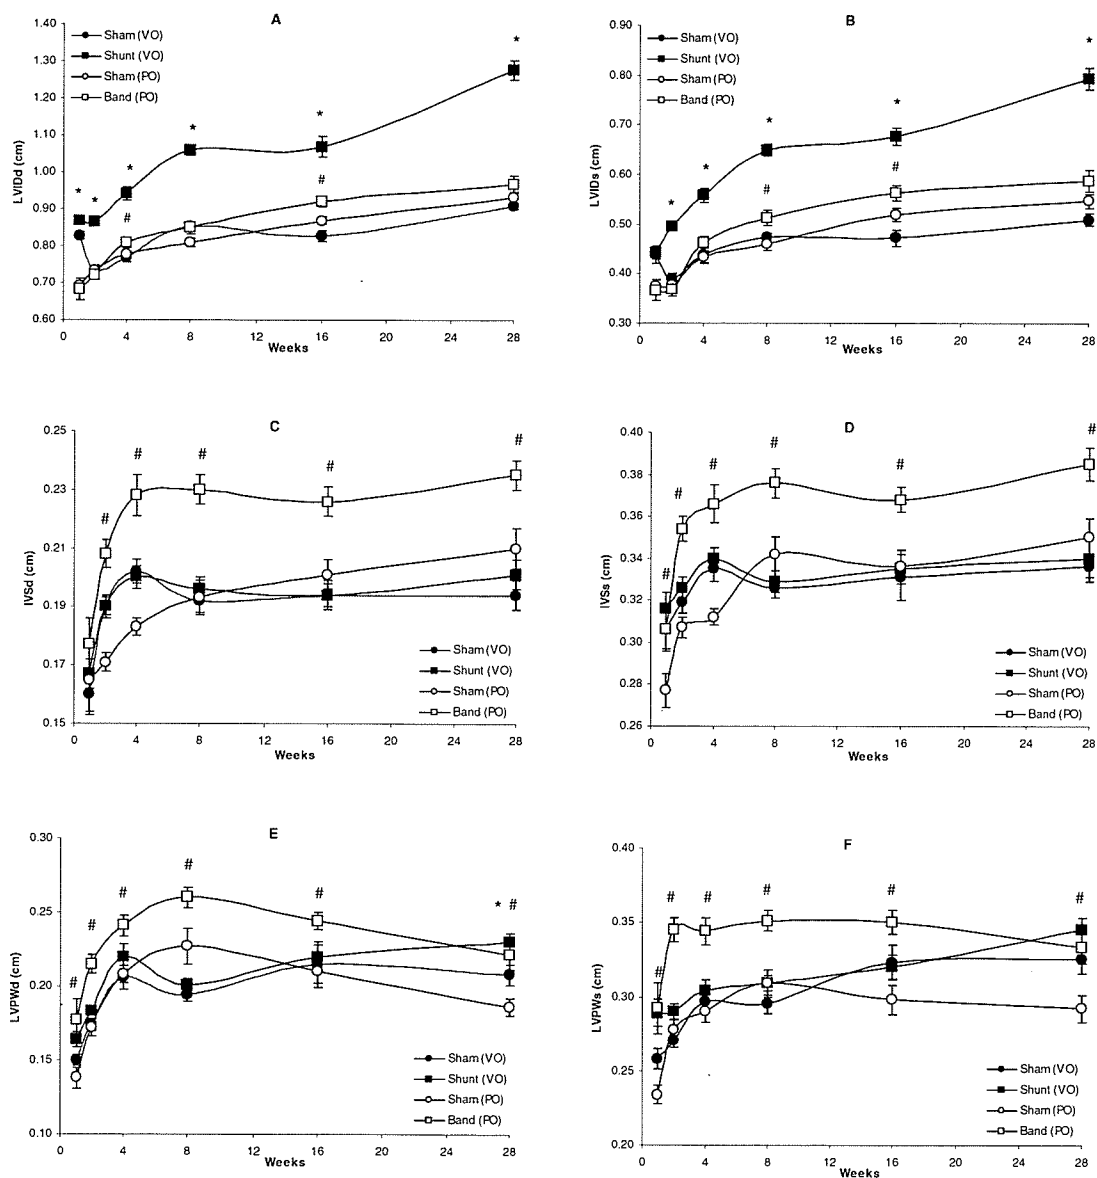 A
1.40
1.30
1.20
1.10
1.00
0.90
0.80
0.70
0.60
LVIDd (cm)
Sham (VO)
Shunt (VO)
Sham (PO)
Band (PO)
* * * * * *
# #
0 4 8 12 16 20 24 28
Weeks
B
0.90
0.80
0.70
0.60
0.50
0.40
0.30
LVIDs (cm)
Sham (VO)
Shunt (VO)
Sham (PO)
Band (PO)
* * * * *
# #
0 4 8 12 16 20 24 28
Weeks
C
0.25
0.23
0.21
0.19
0.17
0.15
IVSd (cm)
# # # # #
Sham (VO)
Shunt (VO)
Sham (PO)
Band (PO)
0 4 8 12 16 20 24 28
Weeks
D
0.40
0.38
0.36
0.34
0.32
0.30
0.28
0.26
IVSs (cm)
# # # # # #
Sham (VO)
Shunt (VO)
Sham (PO)
Band (PO)
0 4 8 12 16 20 24 28
Weeks
E
0.30
0.25
0.20
0.15
0.10
LVPWd (cm)
# # # # # * #
Sham (VO)
Shunt (VO)
Sham (PO)
Band (PO)
0 4 8 12 16 20 24 28
Weeks
F
0.40
0.35
0.30
0.25
0.20
LVPWs (cm)
# # # # # #
Sham (VO)
Shunt (VO)
Sham (PO)
Band (PO)
0 4 8 12 16 20 24 28
Weeks